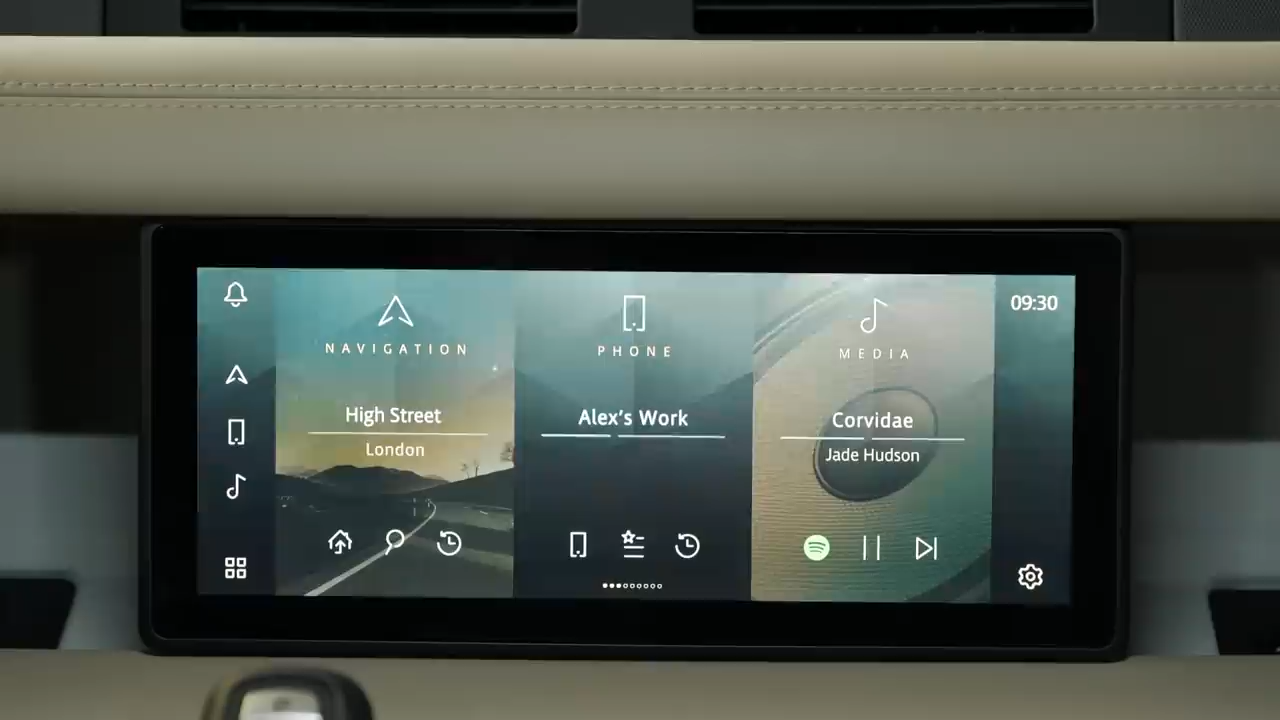 NAVIGATION
High Street
London
PHONE
Alex's Work
MEDIA
Corvidae
Jade Hudson
09:30